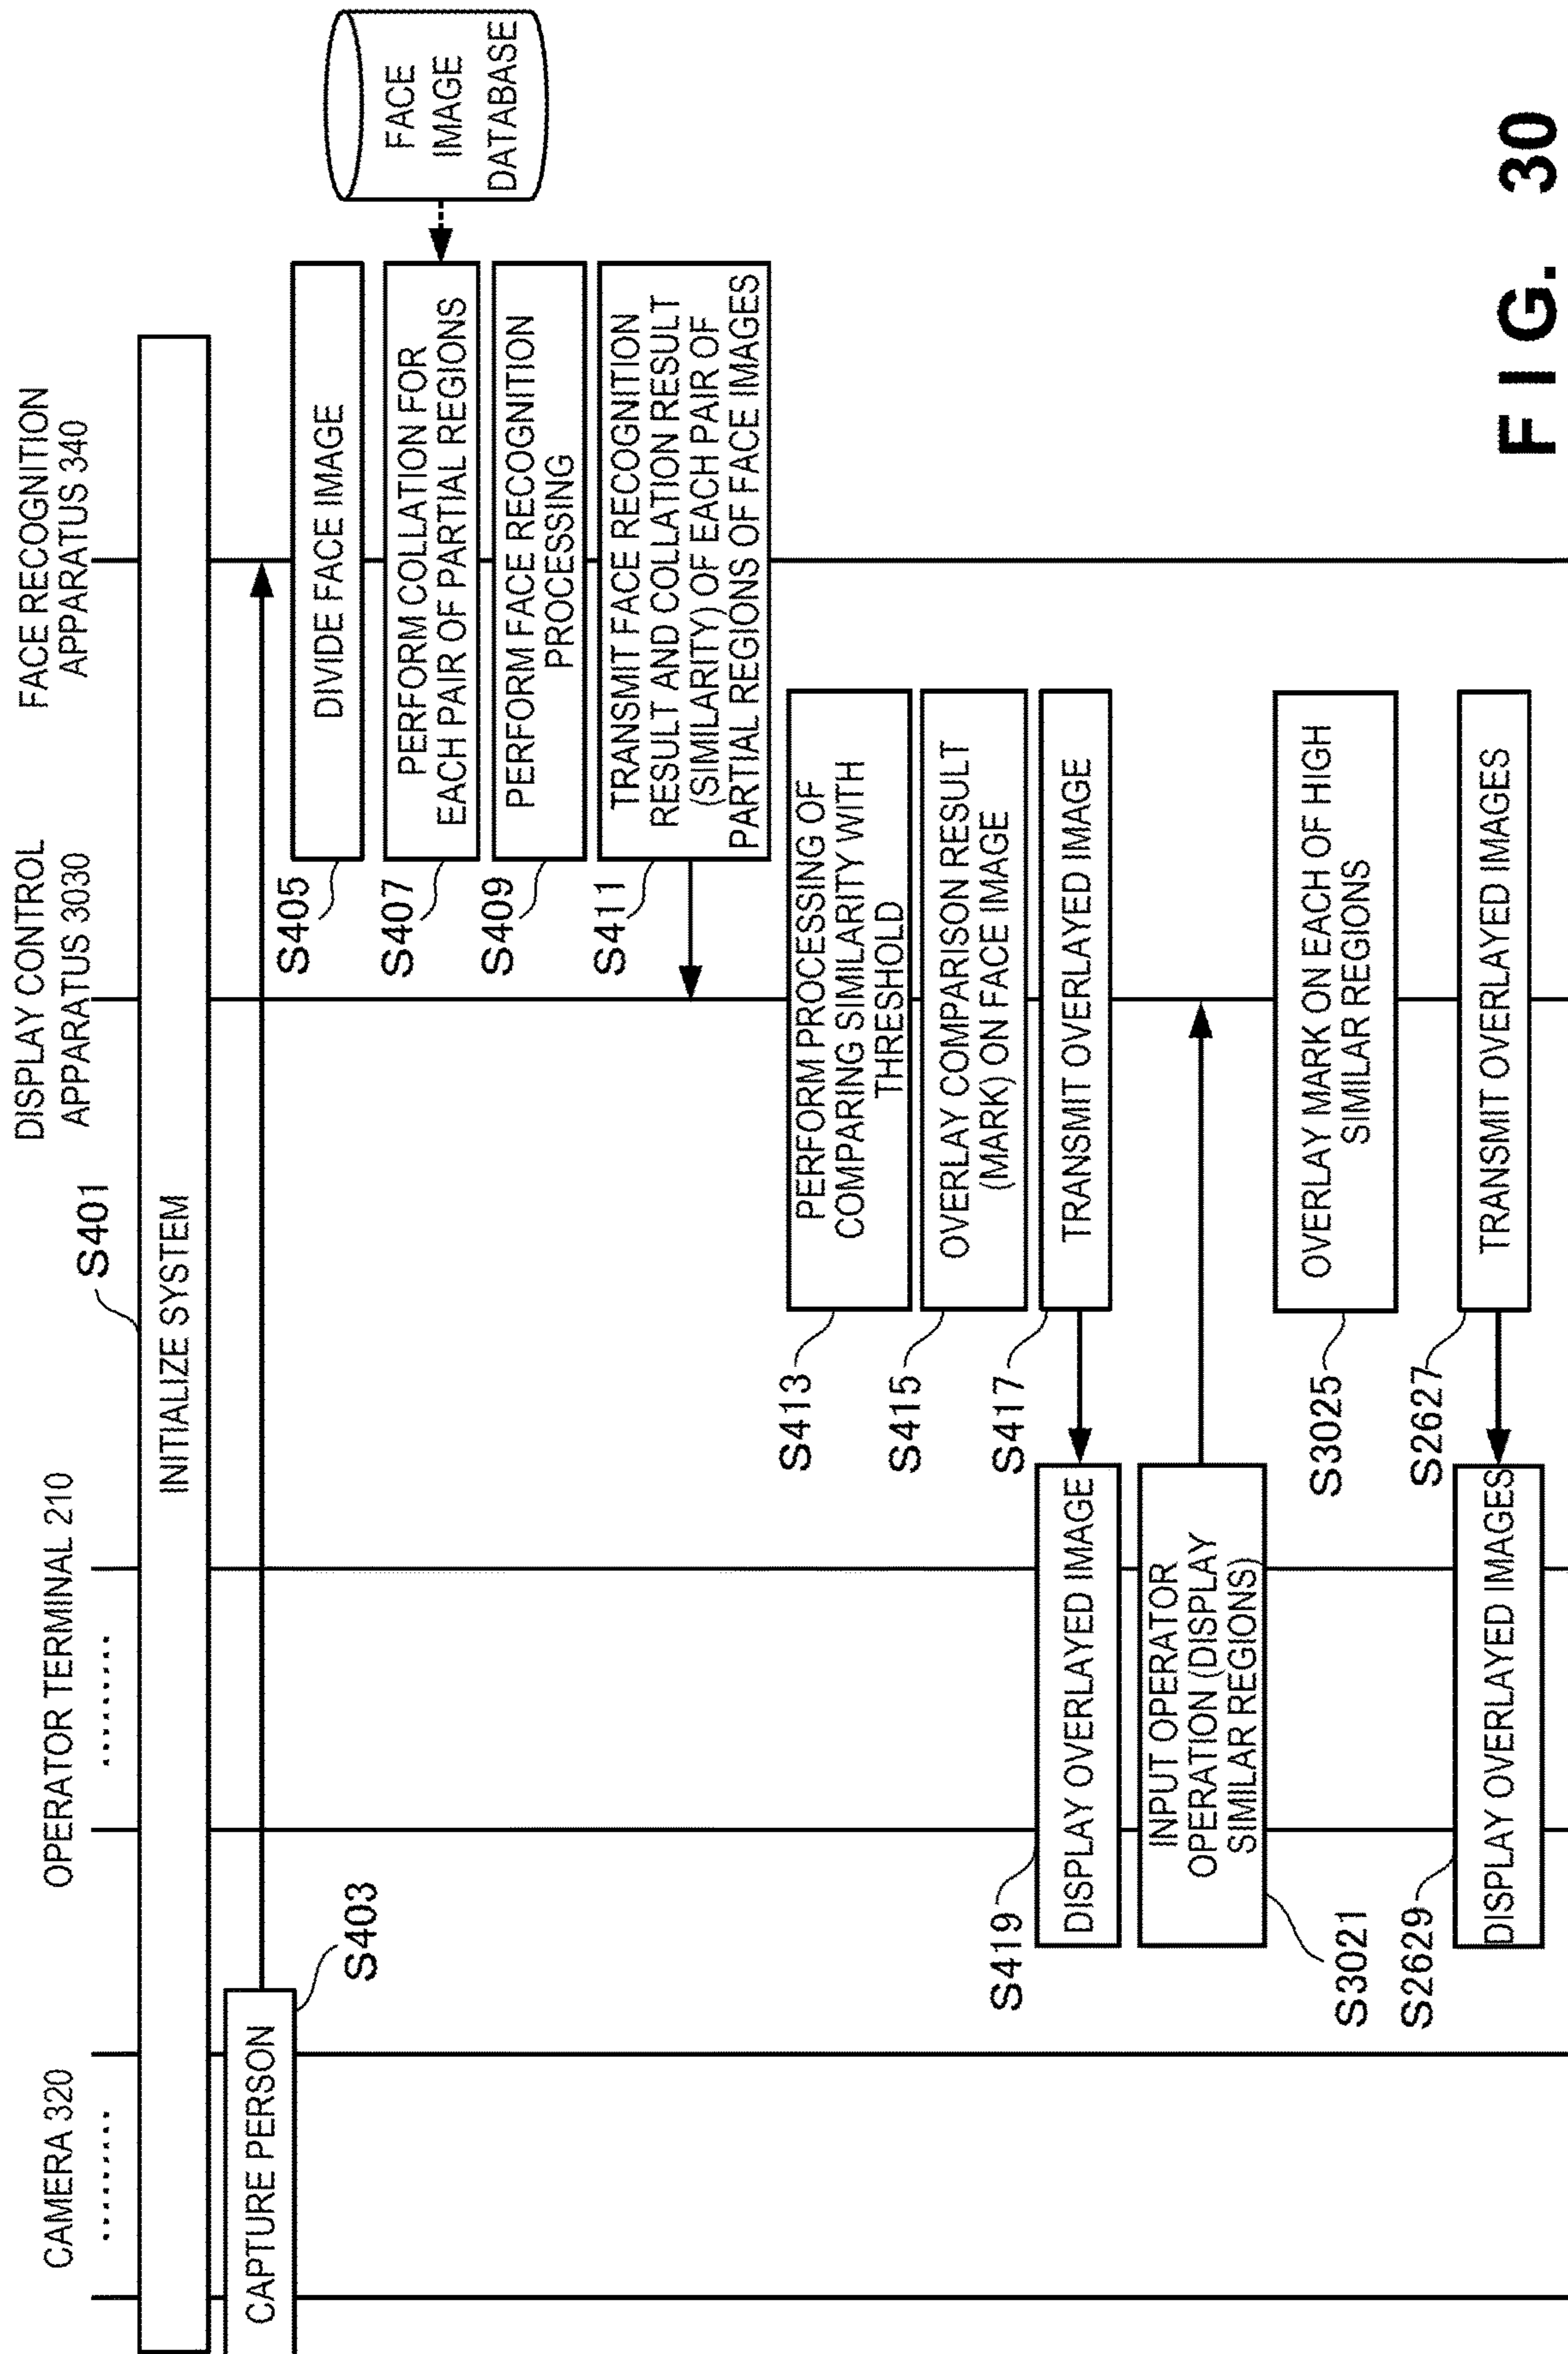 CAMERA 320
OPERATOR TERMINAL 210
DISPLAY CONTROL
APPARATUS 3030
FACE RECOGNITION
APPARATUS 340
S401
INITIALIZE SYSTEM
CAPTURE PERSON
S403
S405
DIVIDE FACE IMAGE
FACE
IMAGE
DATABASE
S407
PERFORM COLLATION FOR
EACH PAIR OF PARTIAL REGIONS
S409
PERFORM FACE RECOGNITION
PROCESSING
S411
TRANSMIT FACE RECOGNITION
RESULT AND COLLATION RESULT
(SIMILARITY) OF EACH PAIR OF
PARTIAL REGIONS OF FACE IMAGES
S413
PERFORM PROCESSING OF
COMPARING SIMILARITY WITH
THRESHOLD
S415
OVERLAY COMPARISON RESULT
(MARK) ON FACE IMAGE
S417
TRANSMIT OVERLAYED IMAGE
S419
DISPLAY OVERLAYED IMAGE
INPUT OPERATOR
OPERATION (DISPLAY
SIMILAR REGIONS)
S3021
S3025
OVERLAY MARK ON EACH OF HIGH
SIMILAR REGIONS
S2627
TRANSMIT OVERLAYED IMAGES
S2629
DISPLAY OVERLAYED IMAGES
FIG. 30